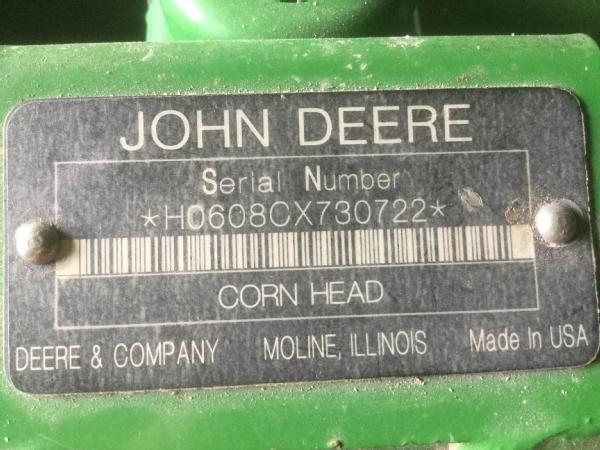 JOHN DEERE
Serial Number
*H0608CX730722*
CORN HEAD
DEERE & COMPANY MOLINE, ILLINOIS Made In USA